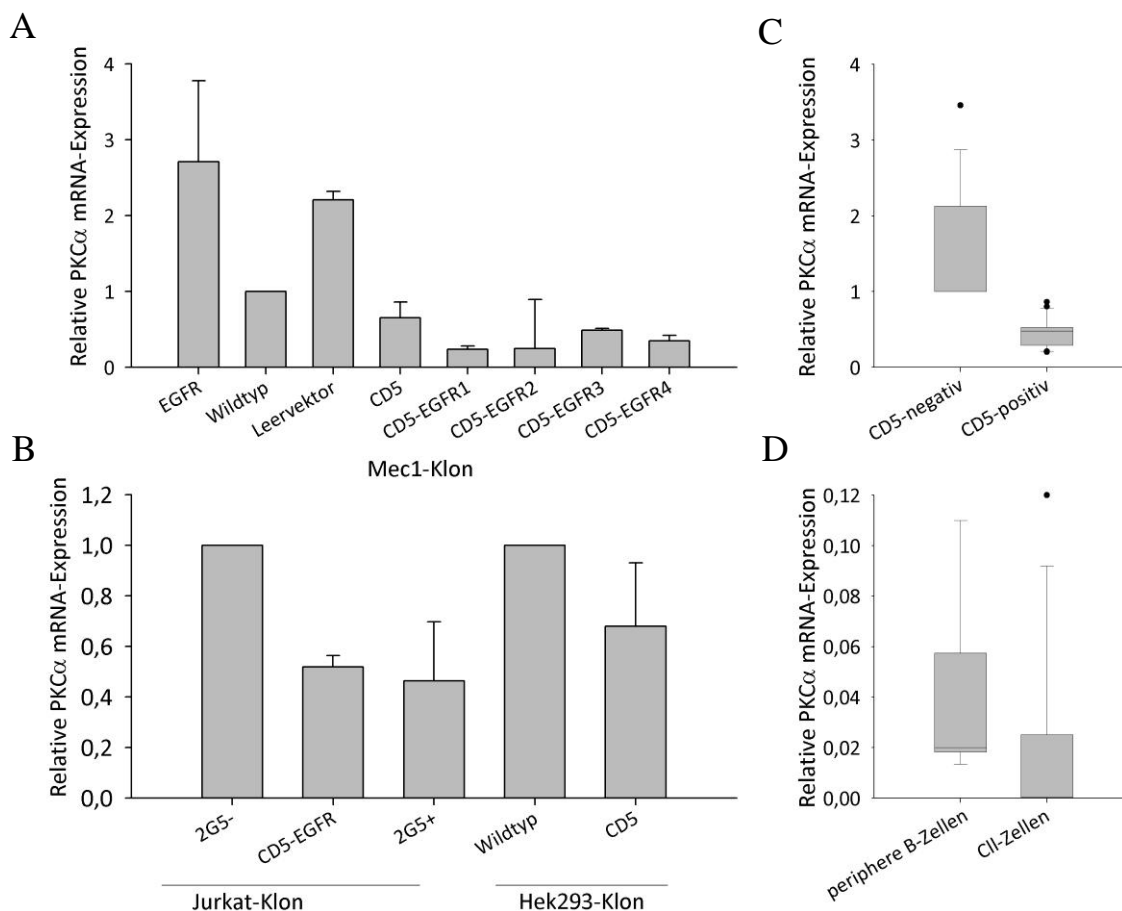 A
Relative PKCα mRNA-Expression
4
3
2
1
0
EGFR
Wildtyp
Leervektor
CD5
CD5-EGFR1
CD5-EGFR2
CD5-EGFR3
CD5-EGFR4
Mec1-Klon
C
Relative PKCα mRNA-Expression
4
3
2
1
0
CD5-negativ
CD5-positiv
B
Relative PKCα mRNA-Expression
1,2
1,0
0,8
0,6
0,4
0,2
0,0
2G5-
CD5-EGFR
2G5+
Wildtyp
CD5
Jurkat-Klon
Hek293-Klon
D
Relative PKCα mRNA-Expression
0,12
0,10
0,06
0,04
0,02
0,00
periphere B-Zellen
Cll-Zellen